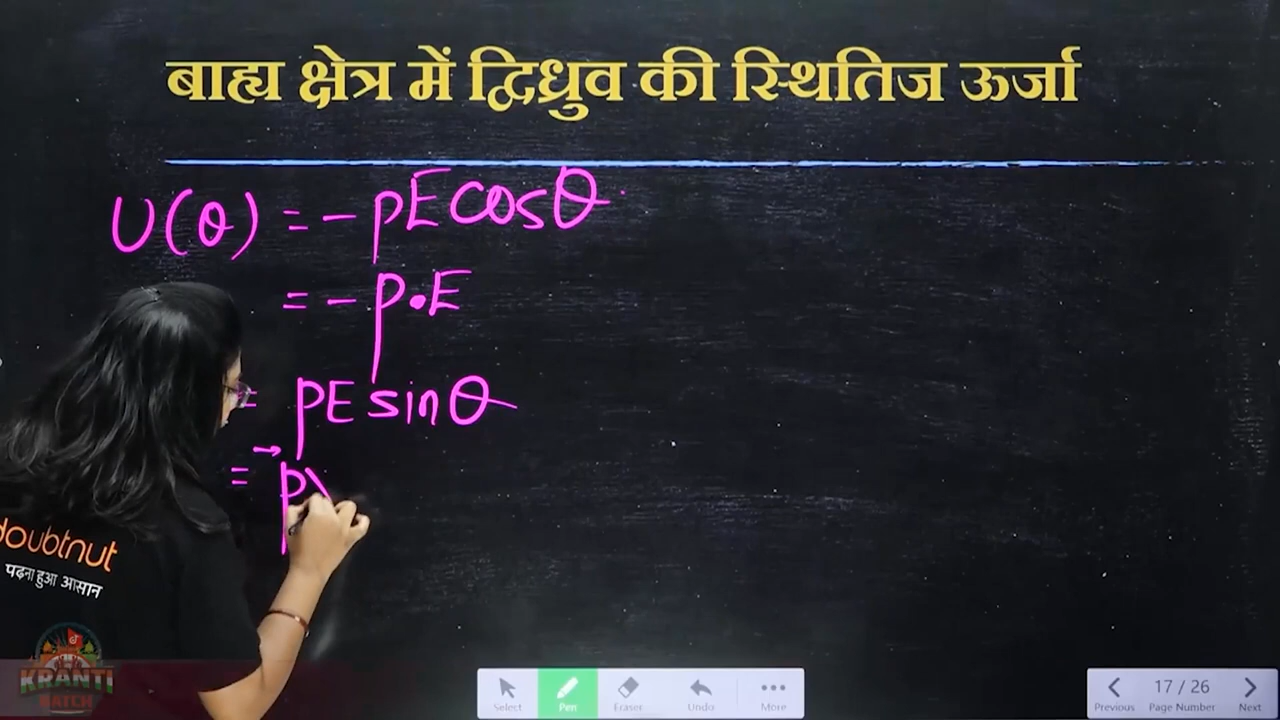 बाह्य क्षेत्र में द्विध्रुव की स्थितिज ऊर्जा
U(θ) = - pE cosθ
= - p•E
= pE sinθ
= p⃗
doubtnut
पढ़ना हुआ आसान
KRANTI
BATCH
Select Pen Eraser Undo More
17 / 26
Previous Page Number Next